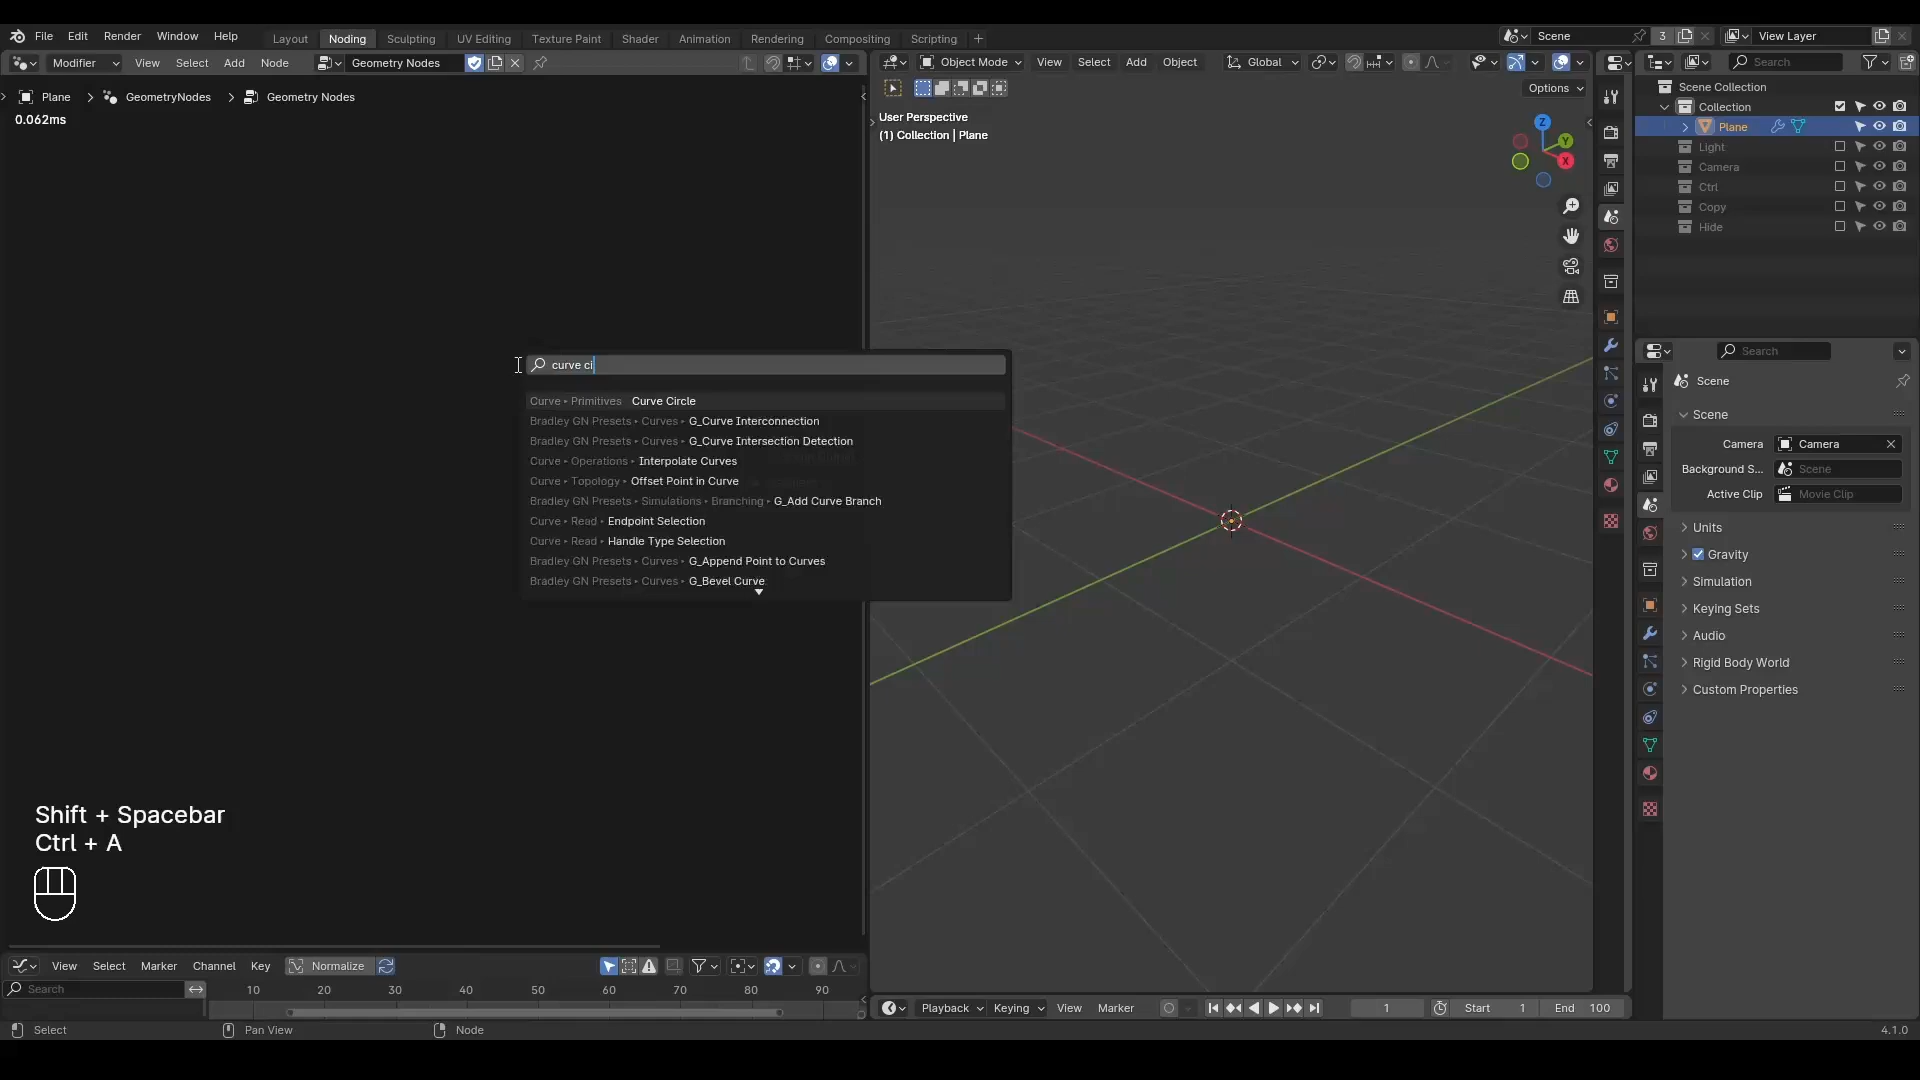 File Edit Render Window Help Layout Noding Sculpting UV Editing Texture Paint Shader Animation Rendering Compositing Scripting + Scene 3 View Layer
Modifier View Select Add Node Geometry Nodes Object Mode View Select Add Object Global Search
Options
Plane GeometryNodes Geometry Nodes
0.062ms
User Perspective
(1) Collection | Plane
Z
Y
X
Scene Collection
Collection
Plane
Light
Camera
Ctrl
Copy
Hide
curve ci
Curve Primitives Curve Circle
Bradley GN Presets Curves G_Curve Interconnection
Bradley GN Presets Curves G_Curve Intersection Detection
Curve Operations Interpolate Curves
Curve Topology Offset Point in Curve
Bradley GN Presets Simulations Branching G_Add Curve Branch
Curve Read Endpoint Selection
Curve Read Handle Type Selection
Bradley GN Presets Curves G_Append Point to Curves
Bradley GN Presets Curves G_Bevel Curve
Search
Scene
Scene
Camera Camera
Background S... Scene
Active Clip Movie Clip
Units
Gravity
Simulation
Keying Sets
Audio
Rigid Body World
Custom Properties
Shift + Spacebar
Ctrl + A
View Select Marker Channel Key Normalize
Search 10 20 30 40 50 60 70 80 90
Playback Keying View Marker 1 Start 1 End 100
Select Pan View Node 4.1.0